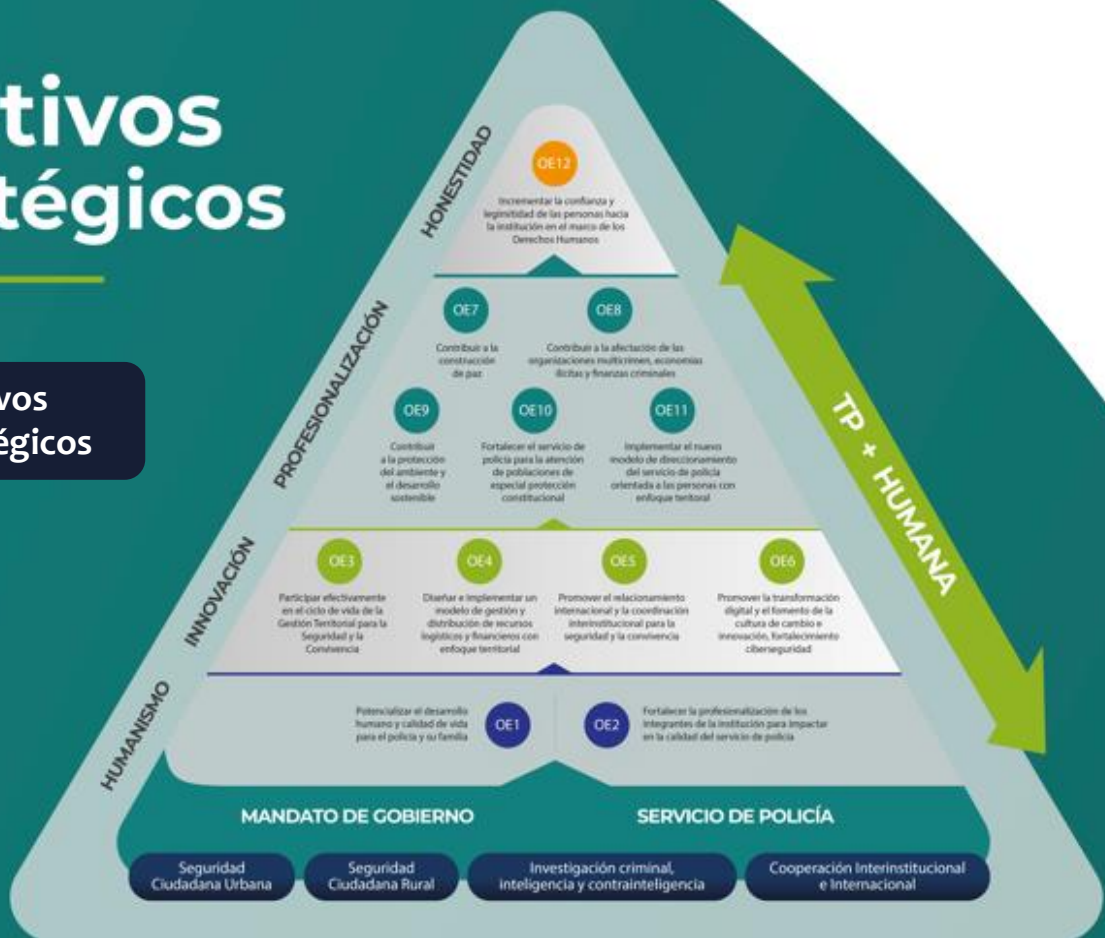 tivos
tégicos
vos
égicos
HONESTIDAD
OE12
Incrementar la confianza y
legimitidad de las personas hacia
la institución en el marco de los
Derechos Humanos
PROFESIONALIZACIÓN
OE7
Contribuir a la
construcción
de paz
OE8
Contribuir a la afectación de las
organizaciones multicrimen, economías
ilícitas y finanzas criminales
OE9
Contribuir
a la protección
del ambiente y
el desarrollo
sostenible
OE10
Fortalecer el servicio de
policía para la atención
de poblaciones de
especial protección
constitucional
OE11
Implementar el nuevo
modelo de direccionamiento
del servicio de policía
orientada a las personas con
enfoque teritoral
TP + HUMANA
INNOVACIÓN
OE3
Participar efectivamente
en el ciclo de vida de la
Gestión Territorial para la
Seguridad y la
Convivencia
OE4
Diseñar e implementar un
modelo de gestión y
distribución de recursos
logísticos y financieros con
enfoque territorial
OE5
Promover el relacionamiento
internacional y la coordinación
interinstitucional para la
seguridad y la convivencia
OE6
Promover la transformación
digital y el fomento de la
cultura de cambio e
innovación, fortalecimiento
ciberseguridad
HUMANISMO
Potencializar el desarrollo
humano y calidad de vida
para el policía y su familia
OE1
OE2
Fortalecer la profesionalización de los
integrantes de la institución para impactar
en la calidad del servicio de policía
MANDATO DE GOBIERNO
SERVICIO DE POLICÍA
Seguridad
Ciudadana Urbana
Seguridad
Ciudadana Rural
Investigación criminal,
inteligencia y contrainteligencia
Cooperación Interinstitucional
e Internacional